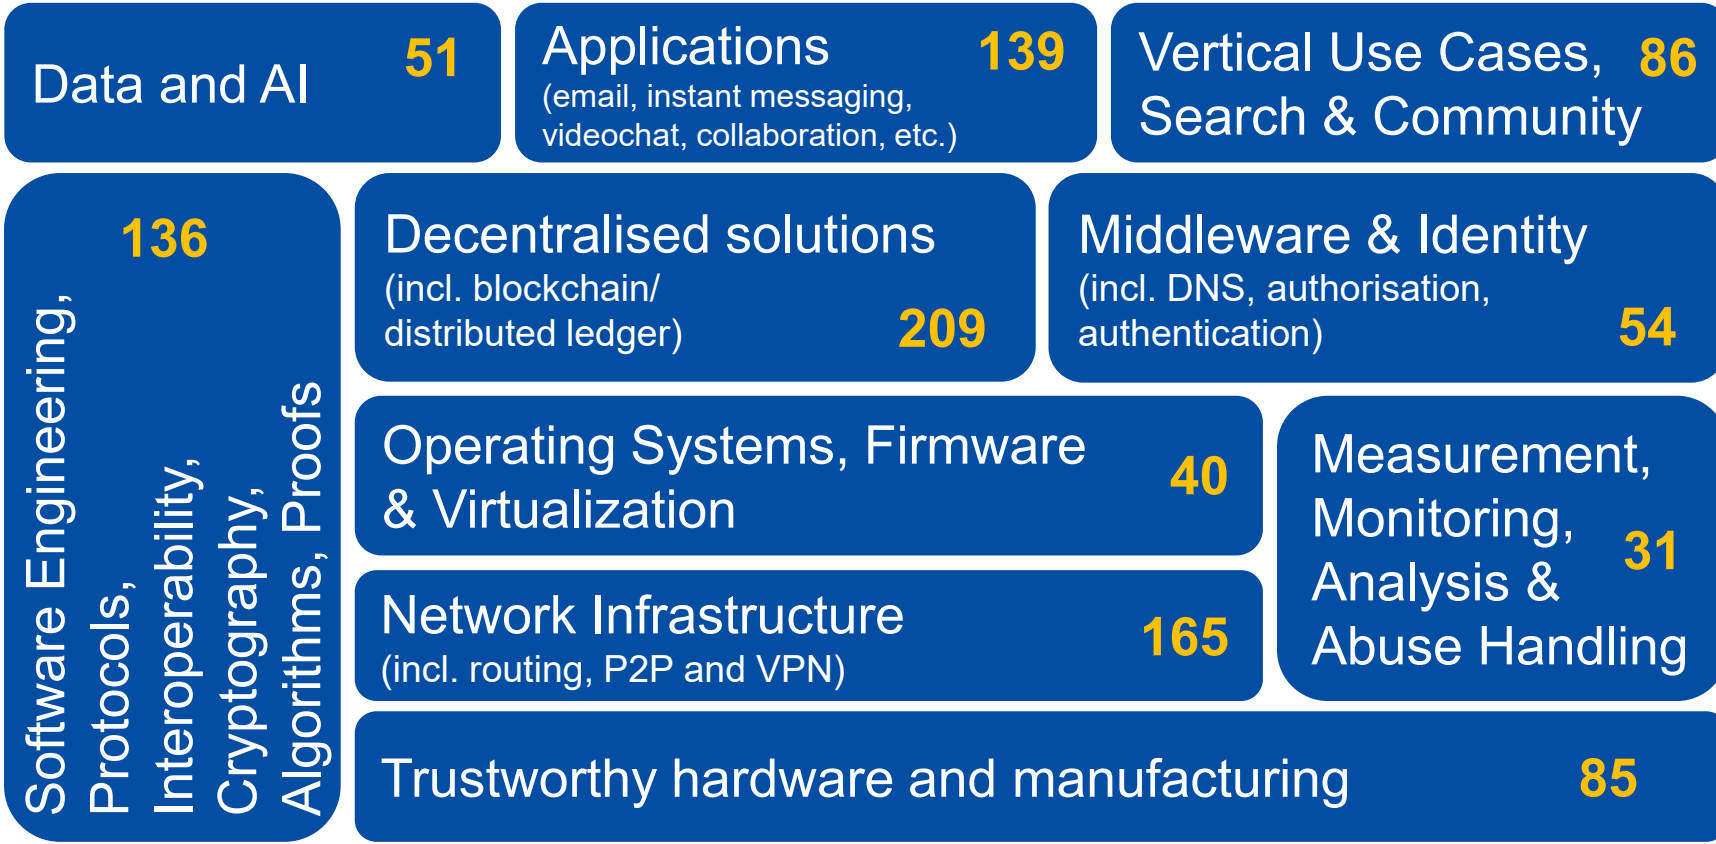 Data and AI
51
Applications
139
(email, instant messaging,
videochat, collaboration, etc.)
Vertical Use Cases,
86
Search & Community
136
Software Engineering,
Protocols,
Interoperability,
Cryptography,
Algorithms, Proofs
Decentralised solutions
(incl. blockchain/
distributed ledger)
209
Middleware & Identity
(incl. DNS, authorisation,
authentication)
54
Operating Systems, Firmware
& Virtualization
40
Measurement,
Monitoring,
31
Analysis &
Abuse Handling
Network Infrastructure
(incl. routing, P2P and VPN)
165
Trustworthy hardware and manufacturing
85